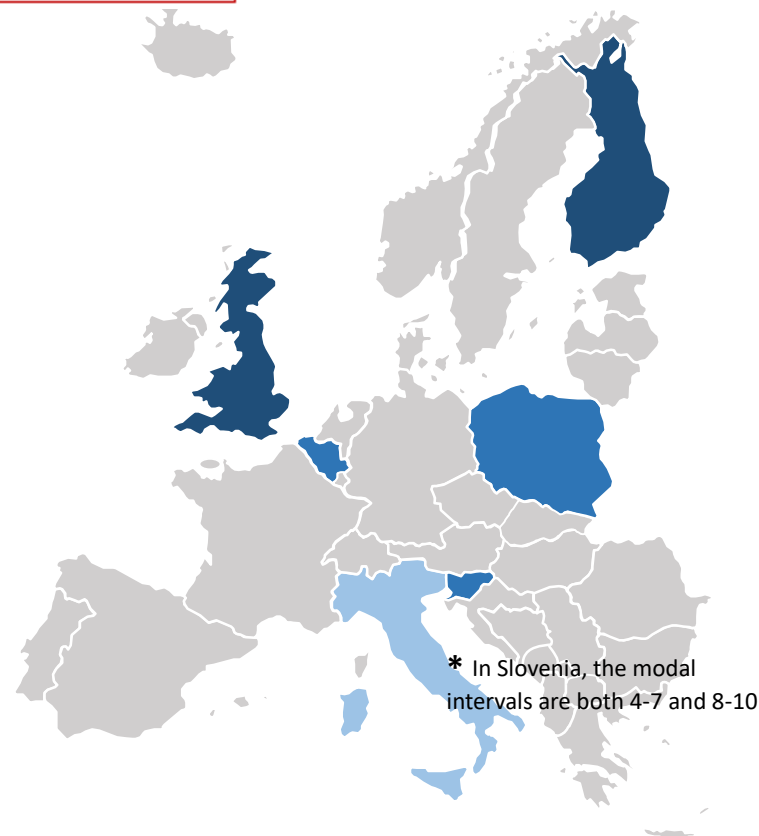 * In Slovenia, the modal
intervals are both 4-7 and 8-10